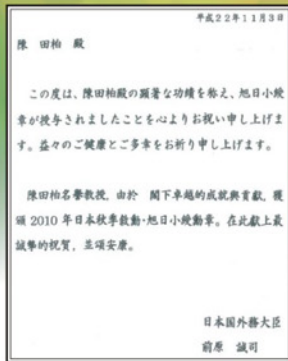 平成22年11月3日
陳 田柏 殿
この度は、陳田柏殿の顕著な功績を称え、旭日小綬
章が授与されましたことを心よりお祝い申し上げま
す。益々のご健康とご多幸をお祈り申し上げます。
陳田柏名譽教授，由於 閣下卓越的成就與貢獻，獲
頒 2010 年日本秋季敘勳‧旭日小綬勳章。在此獻上最
誠摯的祝賀，並頌安康。
日本国外務大臣
前原 誠司